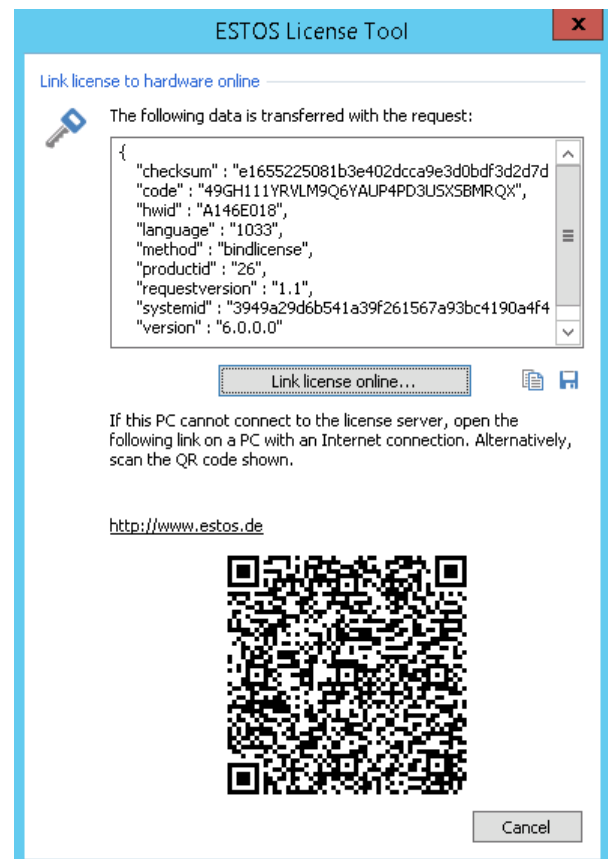 ESTOS License Tool
x
Link license to hardware online
The following data is transferred with the request:
{
"checksum" : "e1655225081b3e402dcca9e3d0bdf3d2d7d
"code" : "49GH111YRVLM9Q6YAUP4PD3USXSBMRQX",
"hwid" : "A146E018",
"language" : "1033",
"method" : "bindlicense",
"productid" : "26",
"requestversion" : "1.1",
"systemid" : "3949a29d6b541a39f261567a93bc4190a4f4
"version" : "6.0.0.0"
Link license online...
If this PC cannot connect to the license server, open the
following link on a PC with an Internet connection. Alternatively,
scan the QR code shown.
http://www.estos.de
Cancel